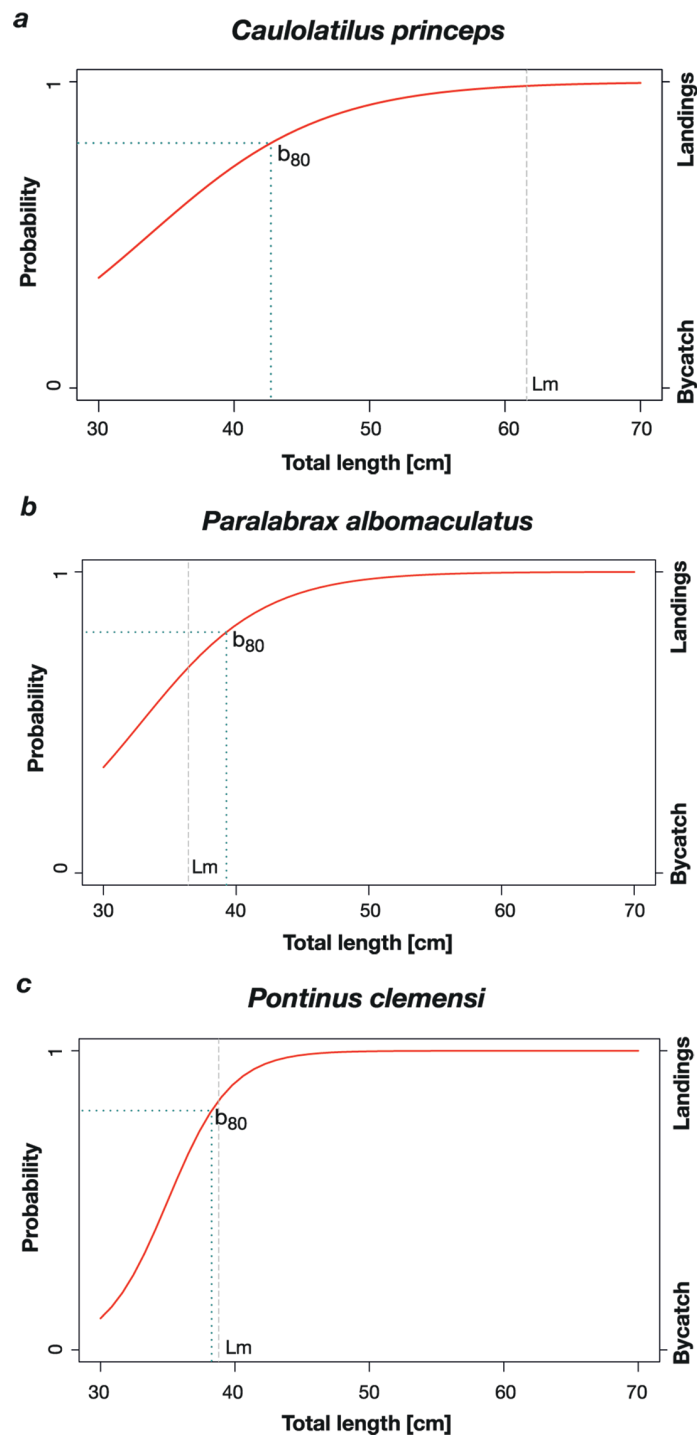 a
Caulolatilus princeps
1
Landings
b80
Probability
0
Lm
Bycatch
30 40 50 60 70
Total length [cm]
b
Paralabrax albomaculatus
1
Landings
b80
Probability
0
Lm
Bycatch
30 40 50 60 70
Total length [cm]
c
Pontinus clemensi
1
Landings
b80
Probability
0
Lm
Bycatch
30 40 50 60 70
Total length [cm]